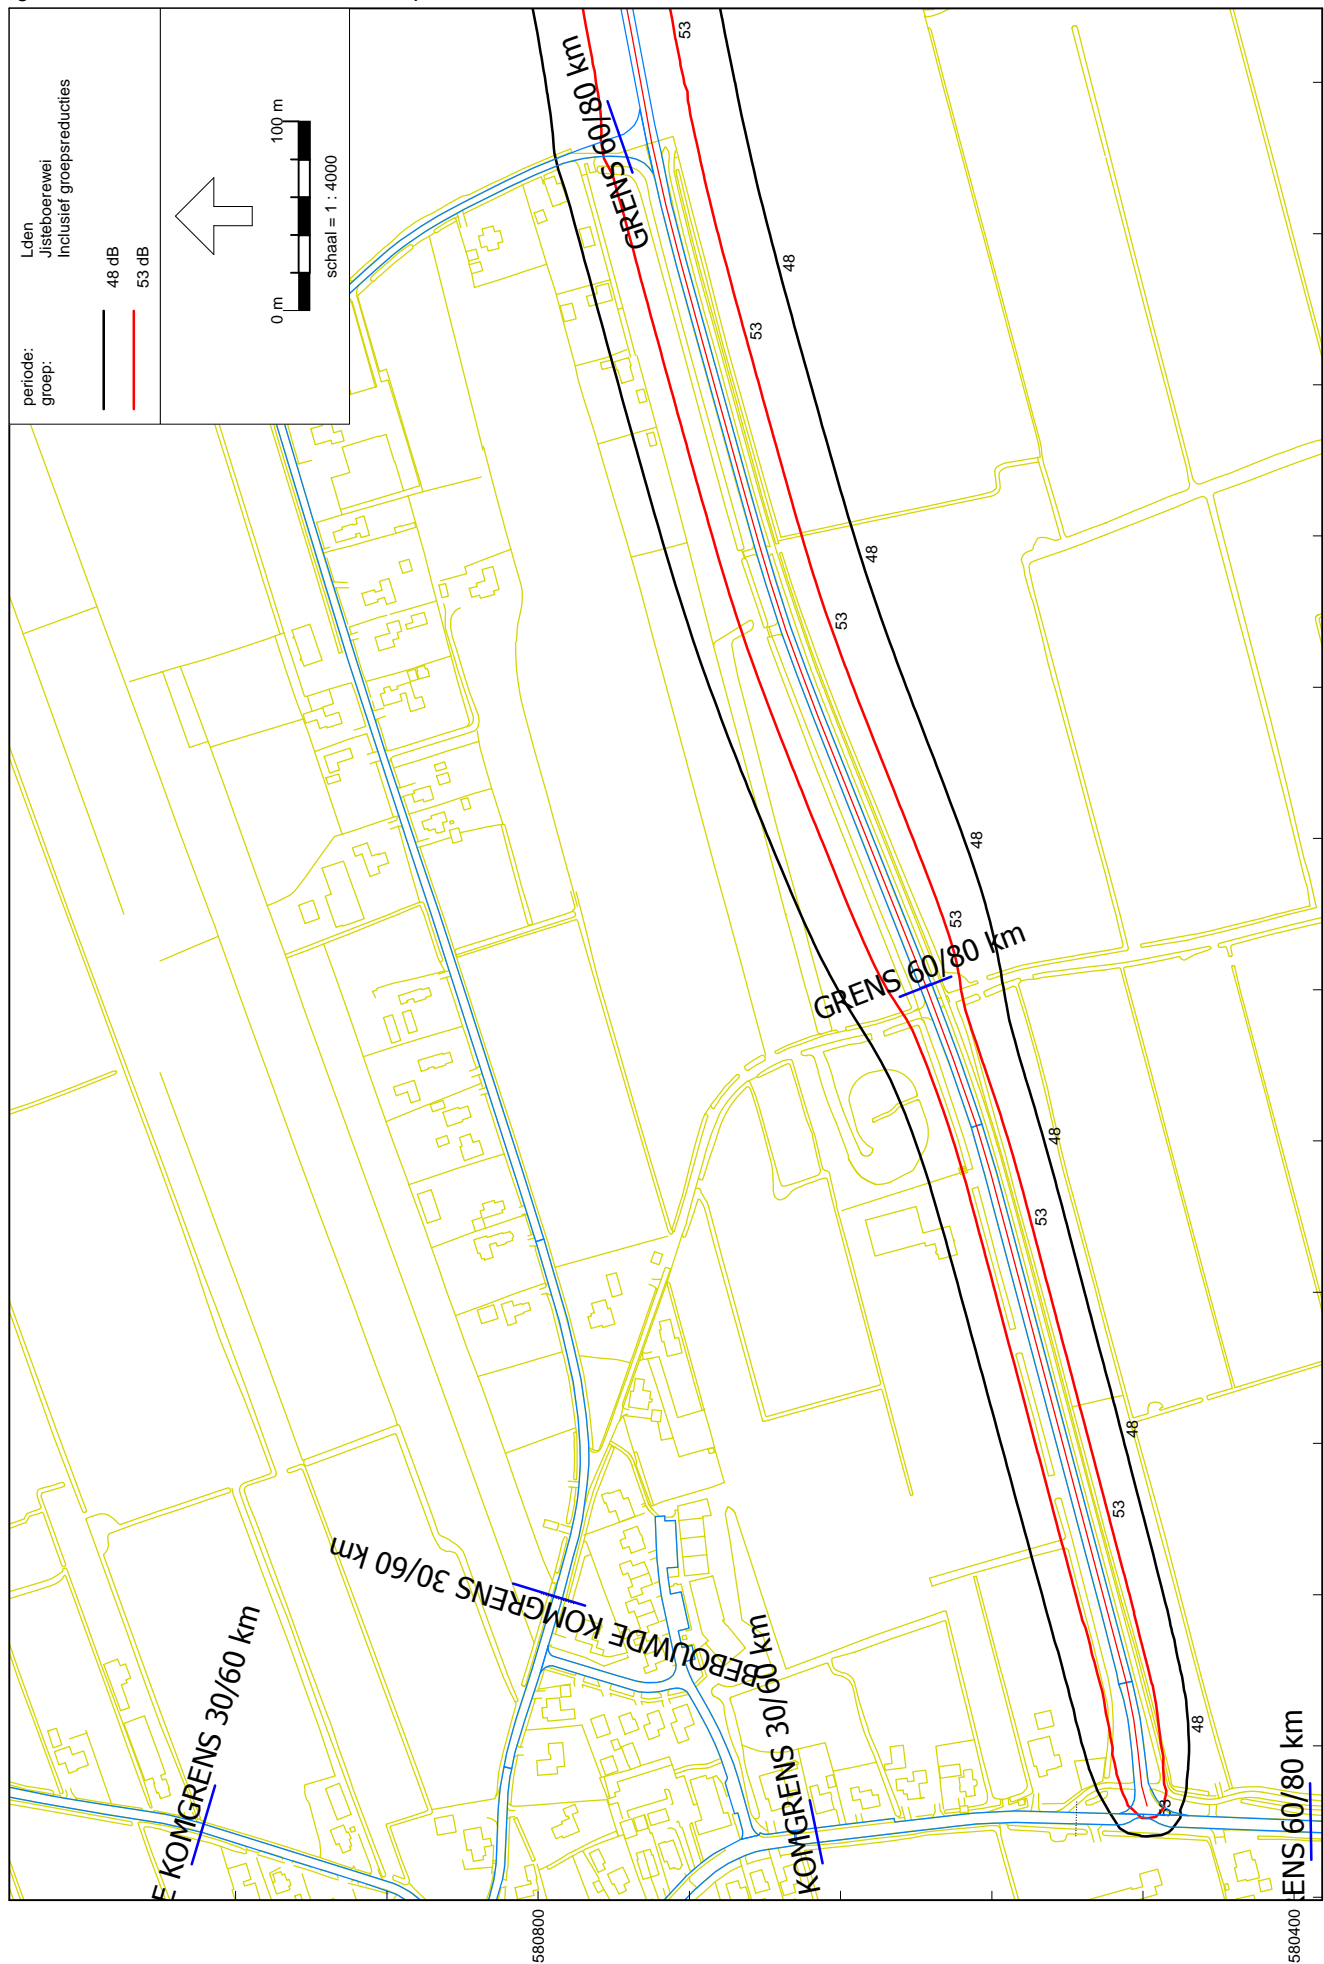 periode: Lden
groep: Jisteboerewei
Inclusief groepsreducties
48 dB
53 dB
0 m 100 m
schaal = 1 : 4000
GRENS 60/80 km
53
48
53
48
53
48
53
GRENS 60/80 km
48
53
48
53
48
53
BEBOUWDE KOMGRENS 30/60 km
E KOMGRENS 30/60 km
KOMGRENS 30/60 km
RENS 60/80 km
580800
580400